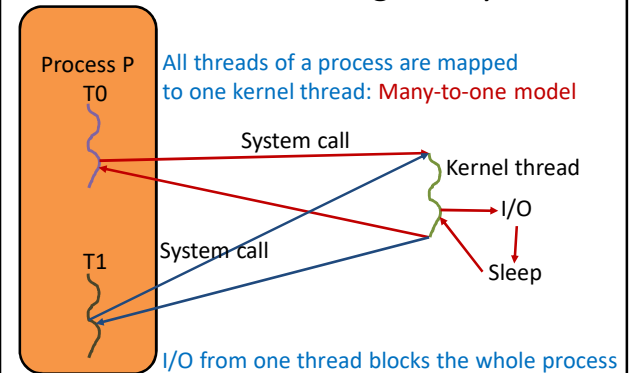 Process P
T0
All threads of a process are mapped
to one kernel thread: Many-to-one model
System call
Kernel thread
I/O
System call
T1
Sleep
I/O from one thread blocks the whole process